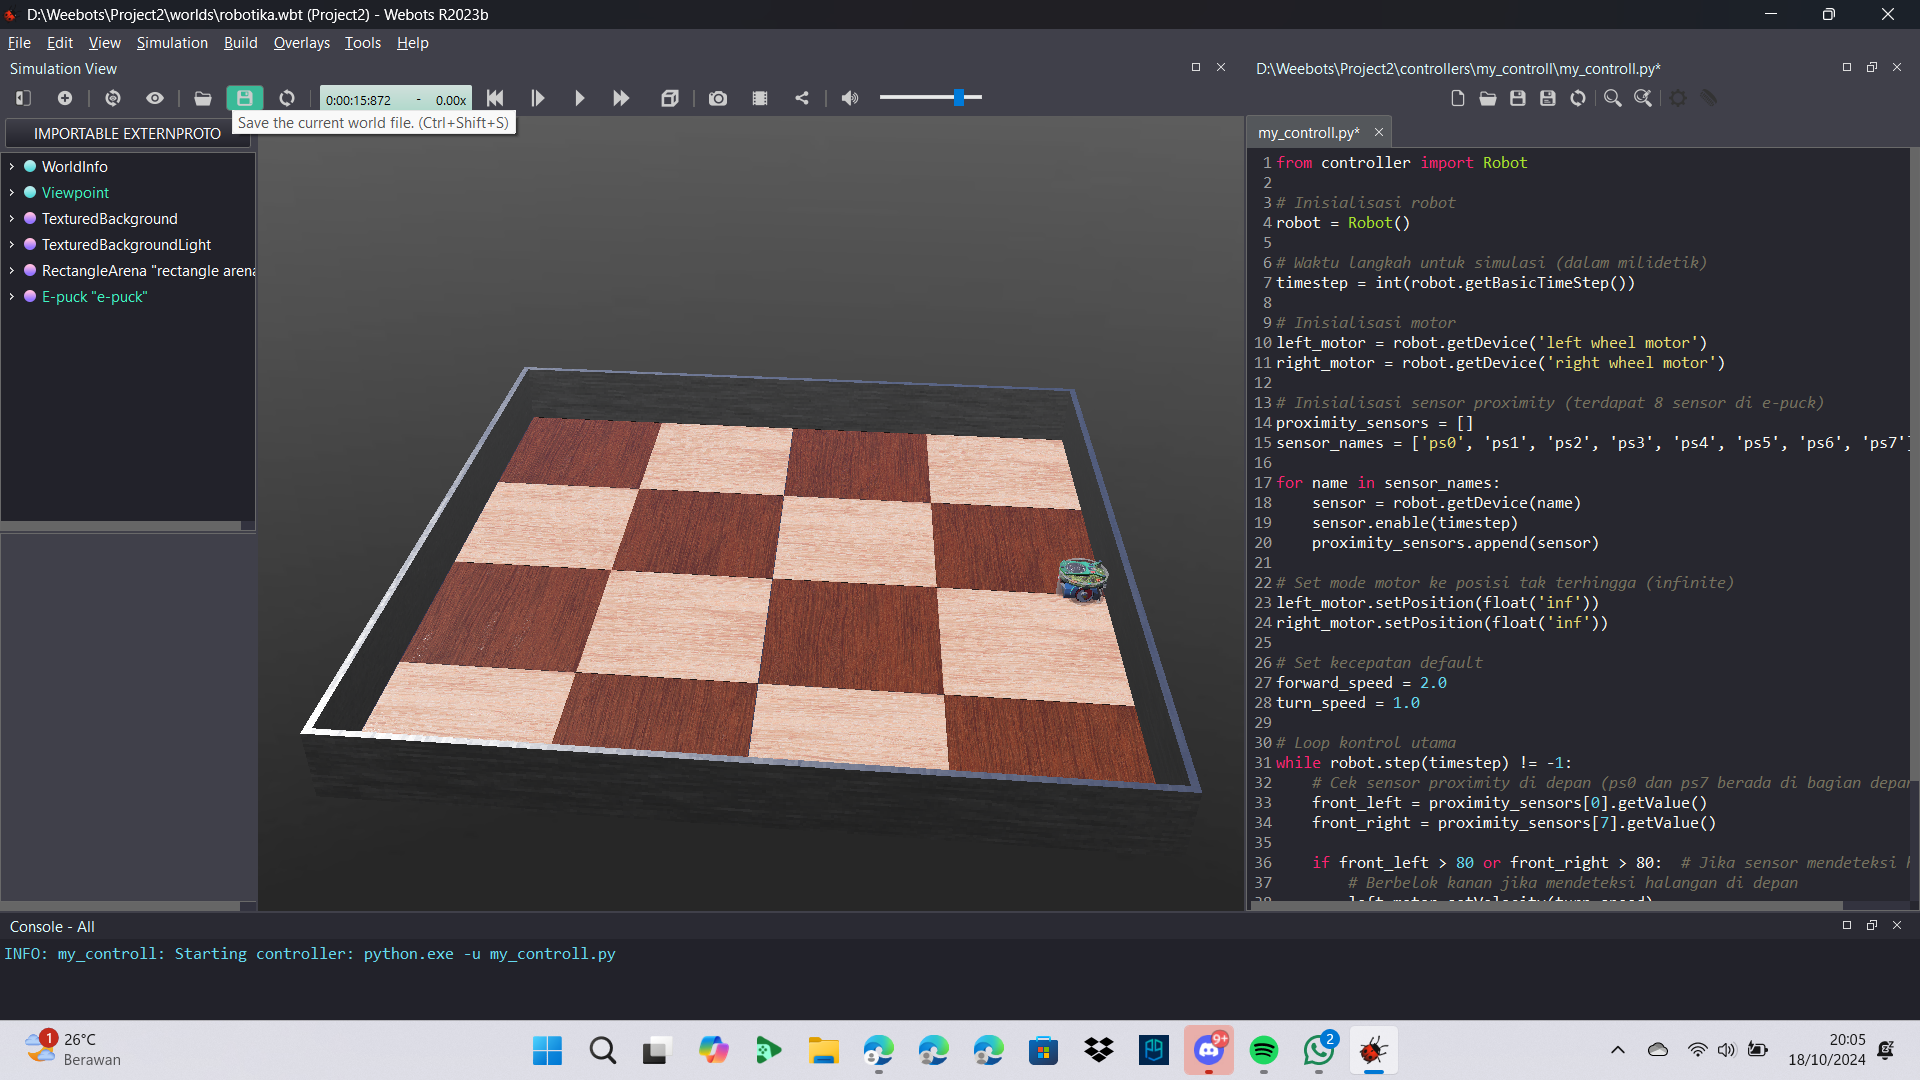 D:\Weebots\Project2\worlds\robotika.wbt (Project2) - Webots R2023b
File Edit View Simulation Build Overlays Tools Help
Simulation View
0:00:15:872 - 0.00x
Save the current world file. (Ctrl+Shift+S)
IMPORTABLE EXTERNPROTO
WorldInfo
Viewpoint
TexturedBackground
TexturedBackgroundLight
RectangleArena "rectangle arena
E-puck "e-puck"
D:\Weebots\Project2\controllers\my_controll\my_controll.py*
my_controll.py*
1 from controller import Robot
2
3 # Inisialisasi robot
4 robot = Robot()
5
6 # Waktu langkah untuk simulasi (dalam milidetik)
7 timestep = int(robot.getBasicTimeStep())
8
9 # Inisialisasi motor
10 left_motor = robot.getDevice('left wheel motor')
11 right_motor = robot.getDevice('right wheel motor')
12
13 # Inisialisasi sensor proximity (terdapat 8 sensor di e-puck)
14 proximity_sensors = []
15 sensor_names = ['ps0', 'ps1', 'ps2', 'ps3', 'ps4', 'ps5', 'ps6', 'ps7']
16
17 for name in sensor_names:
18     sensor = robot.getDevice(name)
19     sensor.enable(timestep)
20     proximity_sensors.append(sensor)
21
22 # Set mode motor ke posisi tak terhingga (infinite)
23 left_motor.setPosition(float('inf'))
24 right_motor.setPosition(float('inf'))
25
26 # Set kecepatan default
27 forward_speed = 2.0
28 turn_speed = 1.0
29
30 # Loop kontrol utama
31 while robot.step(timestep) != -1:
32     # Cek sensor proximity di depan (ps0 dan ps7 berada di bagian depan
33     front_left = proximity_sensors[0].getValue()
34     front_right = proximity_sensors[7].getValue()
35
36     if front_left > 80 or front_right > 80:  # Jika sensor mendeteksi
37         # Berbelok kanan jika mendeteksi halangan di depan
38         left_motor.setVelocity(turn_speed)
Console - All
INFO: my_controll: Starting controller: python.exe -u my_controll.py
1
26°C
Berawan
9+
2
20:05
18/10/2024